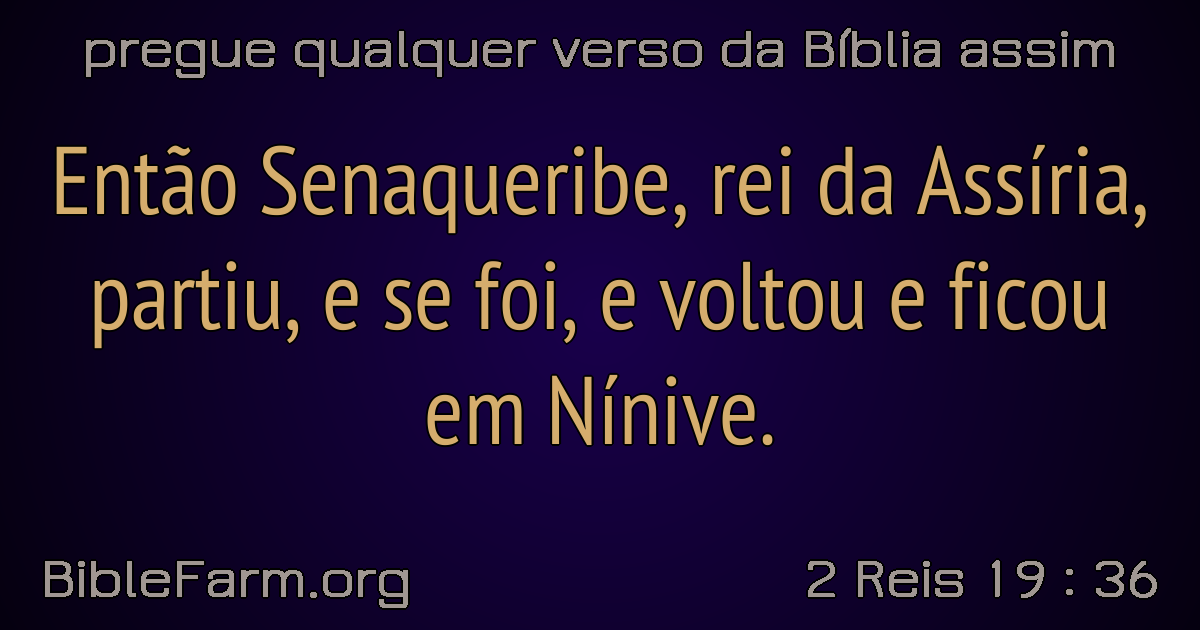 pregue qualquer verso da Bíblia assim
Então Senaqueribe, rei da Assíria,
partiu, e se foi, e voltou e ficou
em Nínive.
BibleFarm.org
2 Reis 19 : 36